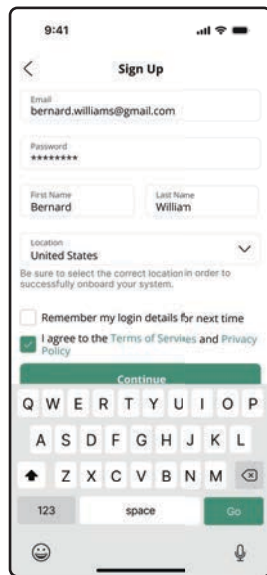 9:41
Sign Up
Email
bernard.williams@gmail.com
Password
********
First Name
Bernard
Last Name
William
Location
United States
Be sure to select the correct location in order to
successfully onboard your system.
Remember my login details for next time
I agree to the Terms of Services and Privacy
Policy
Continue
Q W E R T Y U I O P
A S D F G H J K L
Z X C V B N M
123 space Go